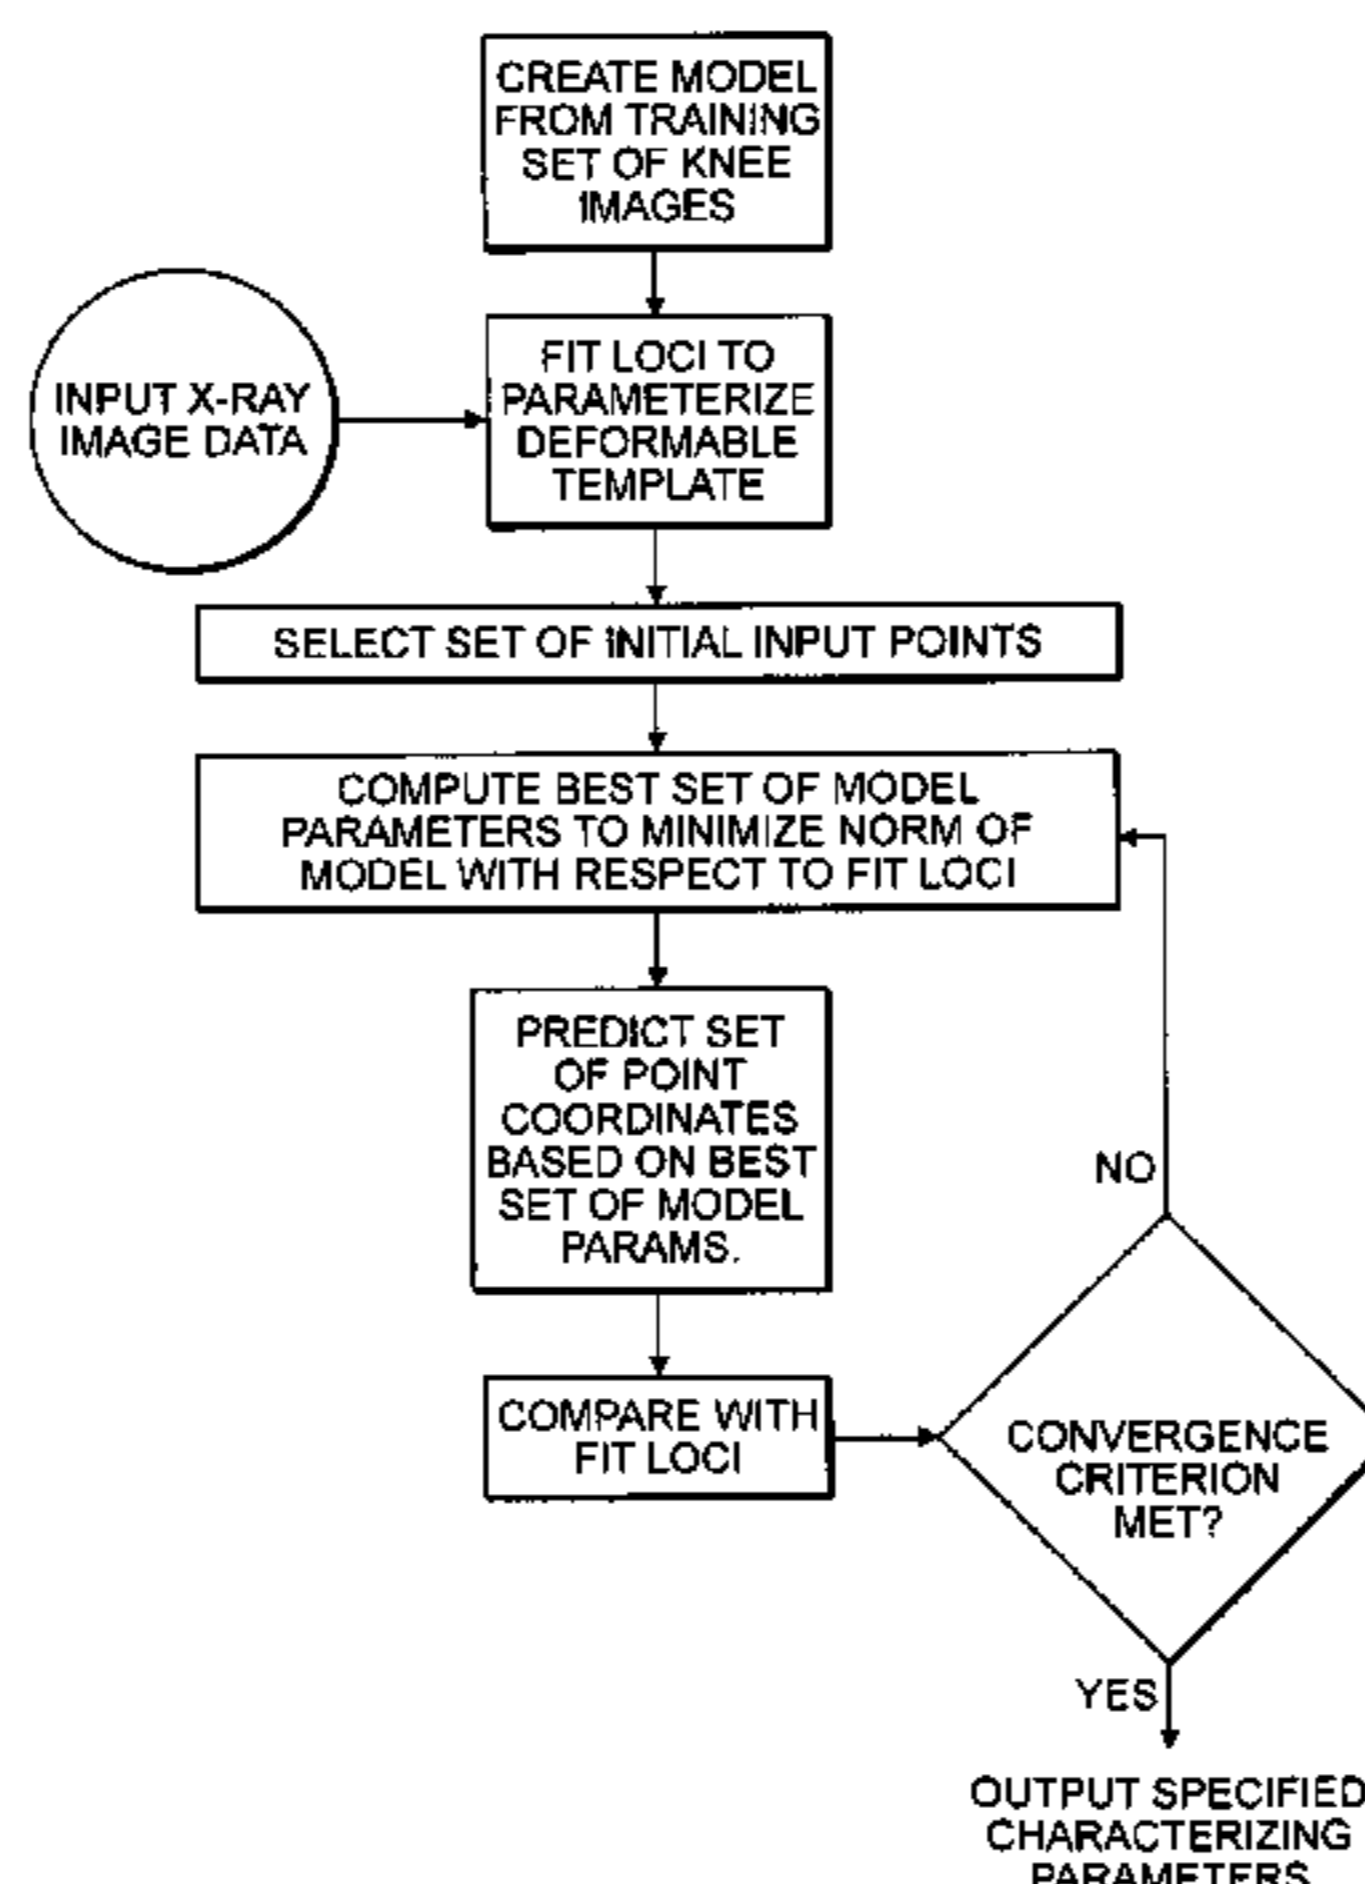 CREATE MODEL
FROM TRAINING
SET OF KNEE
IMAGES
INPUT X-RAY
IMAGE DATA
FIT LOCI TO
PARAMETERIZE
DEFORMABLE
TEMPLATE
SELECT SET OF INITIAL INPUT POINTS
COMPUTE BEST SET OF MODEL
PARAMETERS TO MINIMIZE NORM OF
MODEL WITH RESPECT TO FIT LOCI
PREDICT SET
OF POINT
COORDINATES
BASED ON BEST
SET OF MODEL
PARAMS.
NO
COMPARE WITH
FIT LOCI
CONVERGENCE
CRITERION
MET?
YES
OUTPUT SPECIFIED
CHARACTERIZING
PARAMETERS